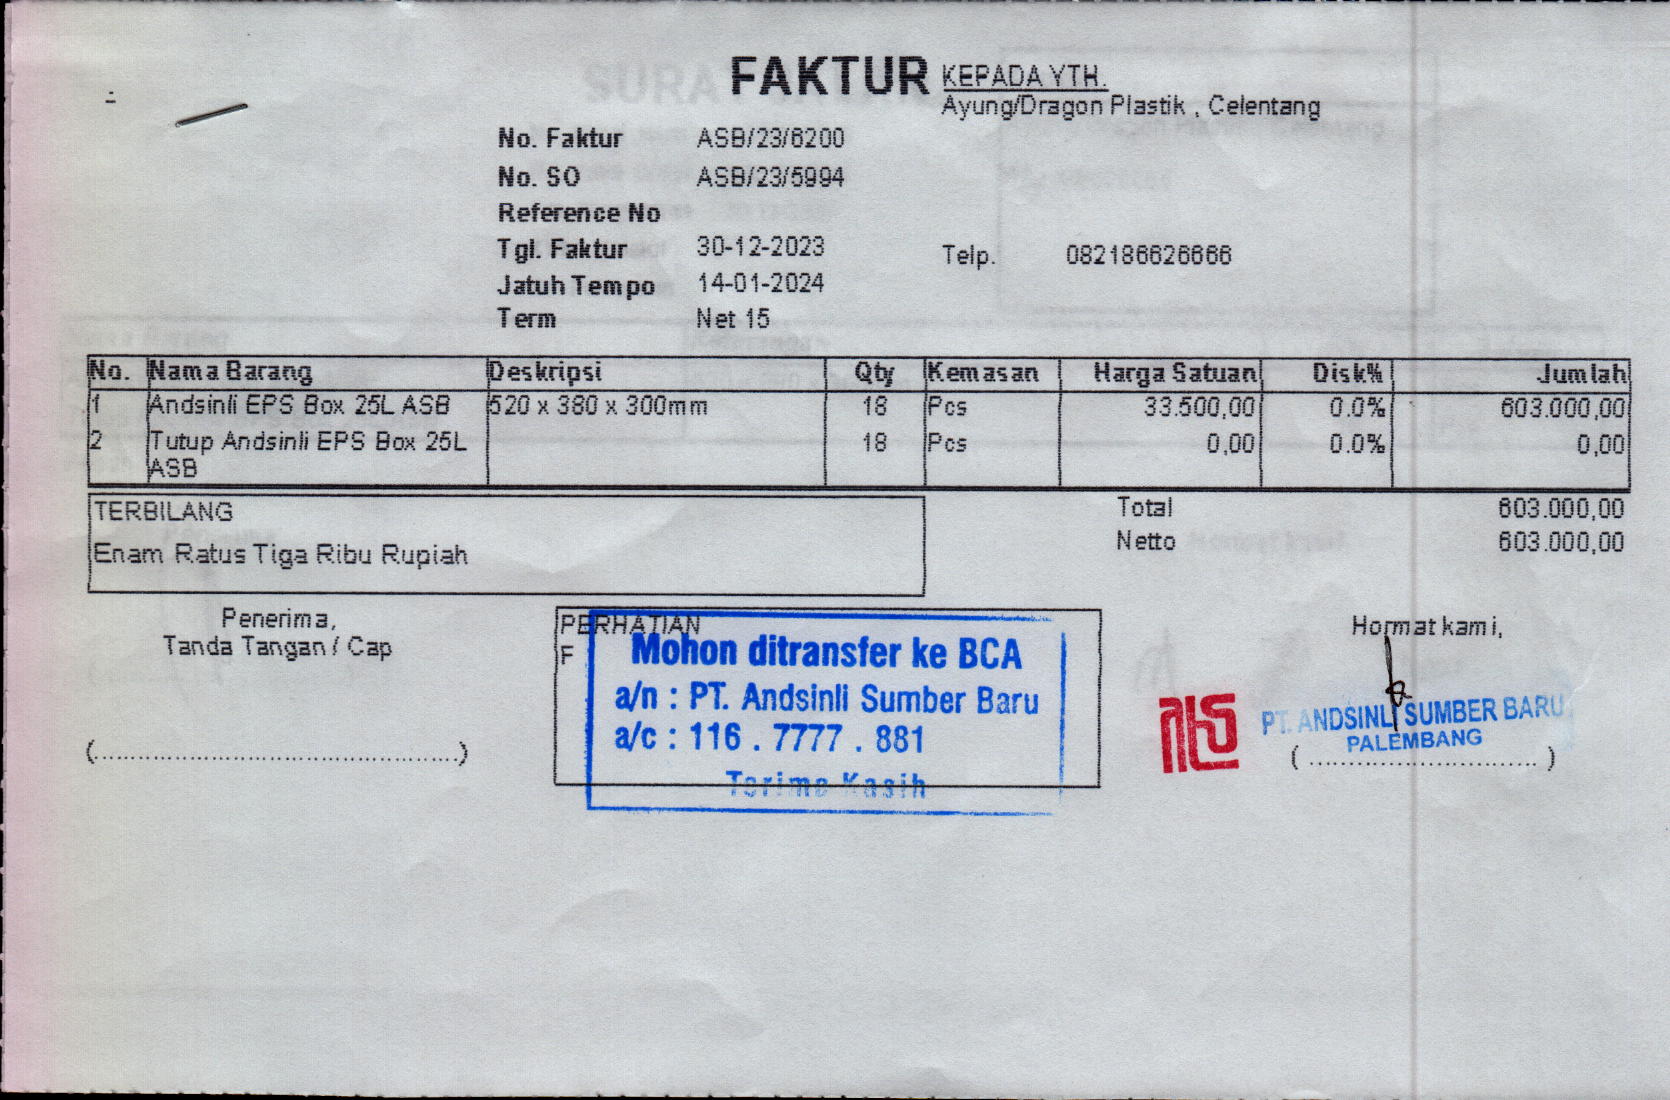 FAKTUR
KEPADA YTH.
Ayung/Dragon Plastik , Celentang
No. Faktur ASB/23/6200
No. SO ASB/23/5994
Reference No
Tgl. Faktur 30-12-2023
Telp. 082186626666
Jatuh Tempo 14-01-2024
Term Net 15
No. Nama Barang Deskripsi Qty Kemasan Harga Satuan Disk% Jumlah
1 Andsinli EPS Box 25L ASB 520 x 380 x 300mm 18 Pcs 33.500,00 0.0% 603.000,00
2 Tutup Andsinli EPS Box 25L 18 Pcs 0,00 0.0% 0,00
ASB
TERBILANG
Enam Ratus Tiga Ribu Rupiah
Total 603.000,00
Netto 603.000,00
Penerima,
Tanda Tangan / Cap
(..............................................)
PERHATIAN
F
Mohon ditransfer ke BCA
a/n : PT. Andsinli Sumber Baru
a/c : 116 . 7777 . 881
Terima Kasih
Hormat kami,
PT. ANDSINLI SUMBER BARU
PALEMBANG
( ............................ )